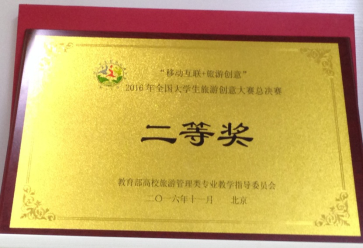 “移动互联·旅游创意”
2016年全国大学生旅游创意大赛总决赛
二等奖
教育部高校旅游管理类专业教学指导委员会
二〇一六年十一月 北京